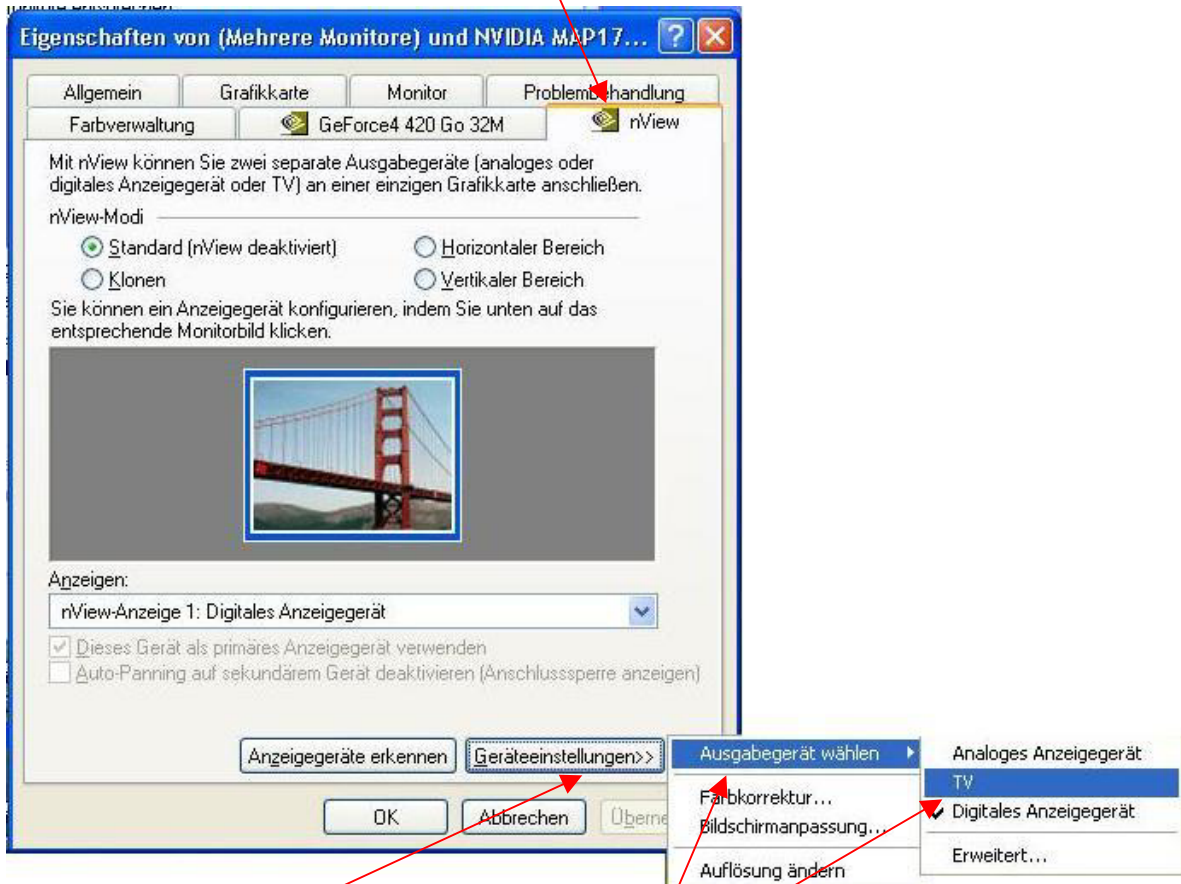 Eigenschaften von (Mehrere Monitore) und NVIDIA MAP17...
Allgemein Grafikkarte Monitor Problembehandlung
Farbverwaltung GeForce4 420 Go 32M nView
Mit nView können Sie zwei separate Ausgabegeräte (analoges oder
digitales Anzeigegerät oder TV) an einer einzigen Grafikkarte anschließen.
nView-Modi
Standard (nView deaktiviert) Horizontaler Bereich
Klonen Vertikaler Bereich
Sie können ein Anzeigegerät konfigurieren, indem Sie unten auf das
entsprechende Monitorbild klicken.
Anzeigen:
nView-Anzeige 1: Digitales Anzeigegerät
Dieses Gerät als primäres Anzeigegerät verwenden
Auto-Panning auf sekundärem Gerät deaktivieren (Anschlusssperre anzeigen)
Anzeigegeräte erkennen Geräteeinstellungen>>
OK Abbrechen Überne
Ausgabegerät wählen
Farbkorrektur...
Bildschirmanpassung...
Auflösung ändern
Analoges Anzeigegerät
TV
Digitales Anzeigegerät
Erweitert...